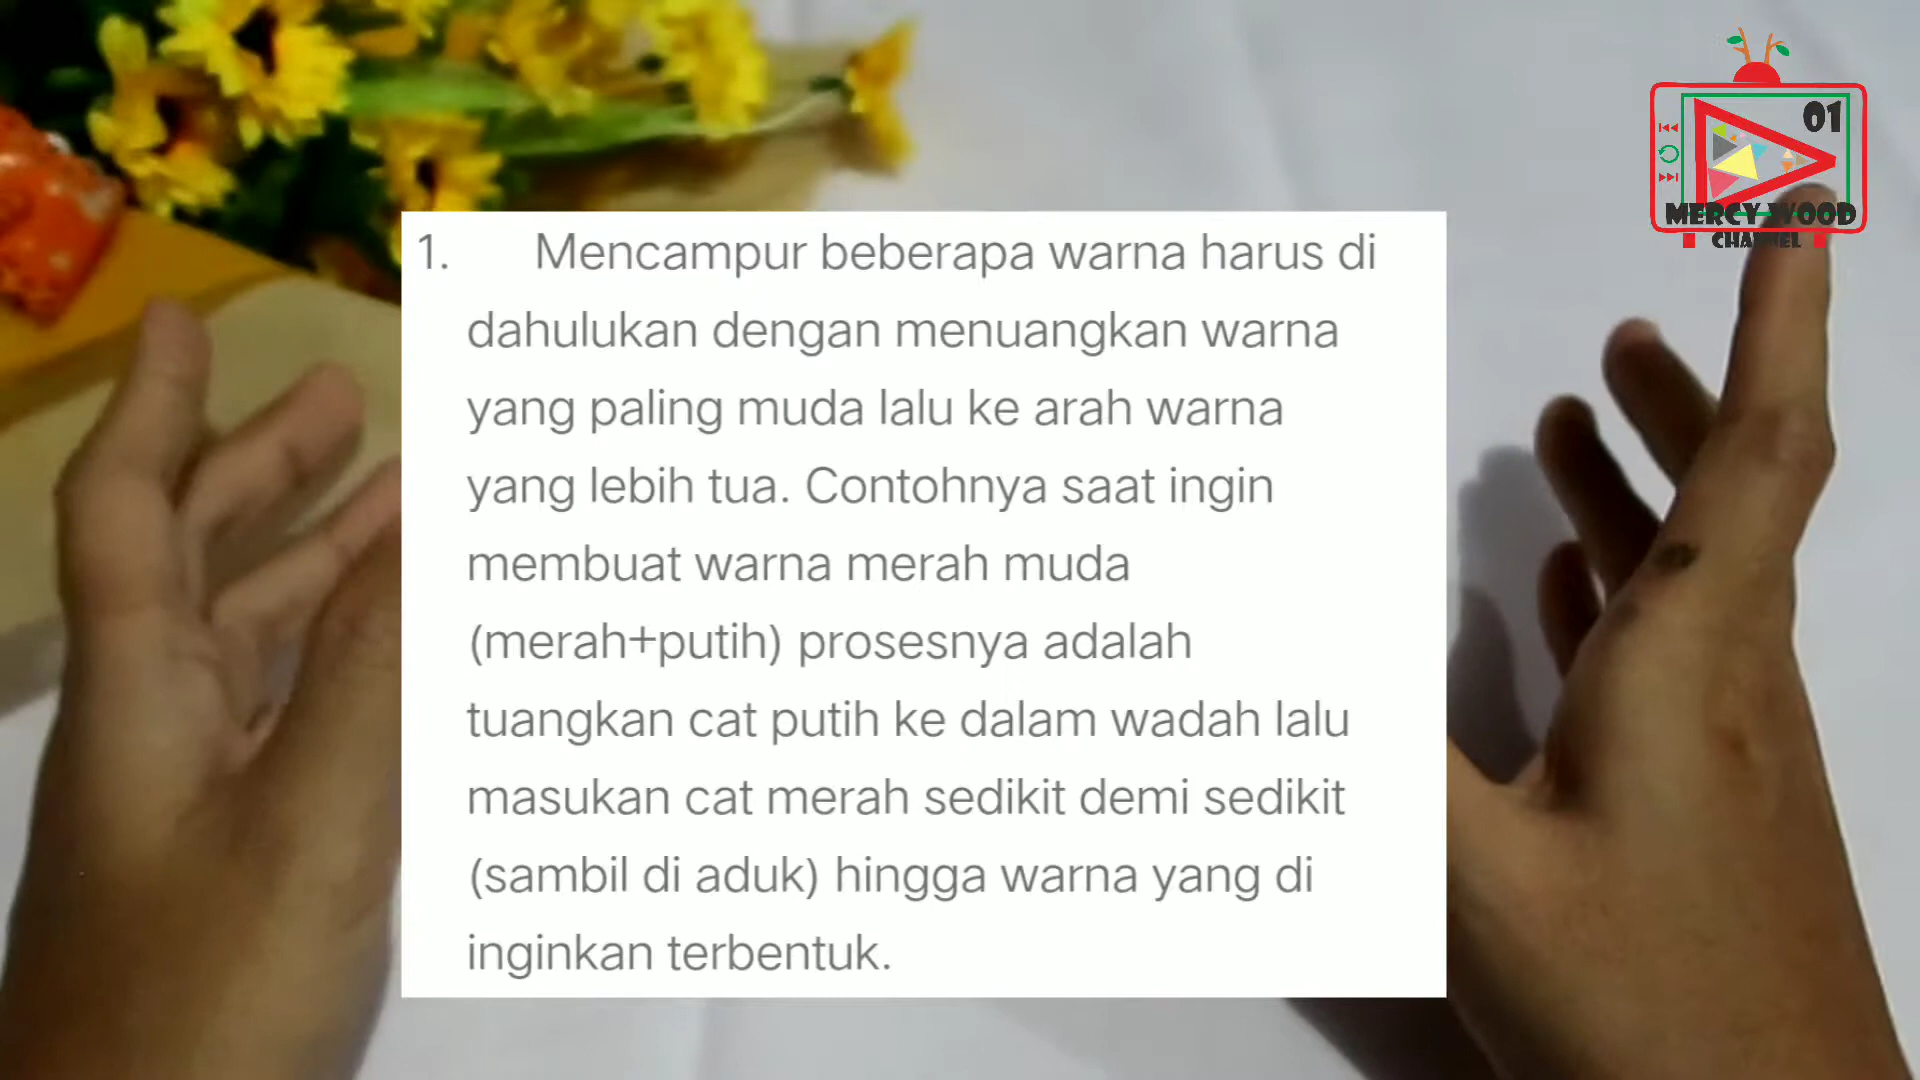 01
MERCY WOOD
CHANNEL
1. Mencampur beberapa warna harus di
dahulukan dengan menuangkan warna
yang paling muda lalu ke arah warna
yang lebih tua. Contohnya saat ingin
membuat warna merah muda
(merah+putih) prosesnya adalah
tuangkan cat putih ke dalam wadah lalu
masukan cat merah sedikit demi sedikit
(sambil di aduk) hingga warna yang di
inginkan terbentuk.